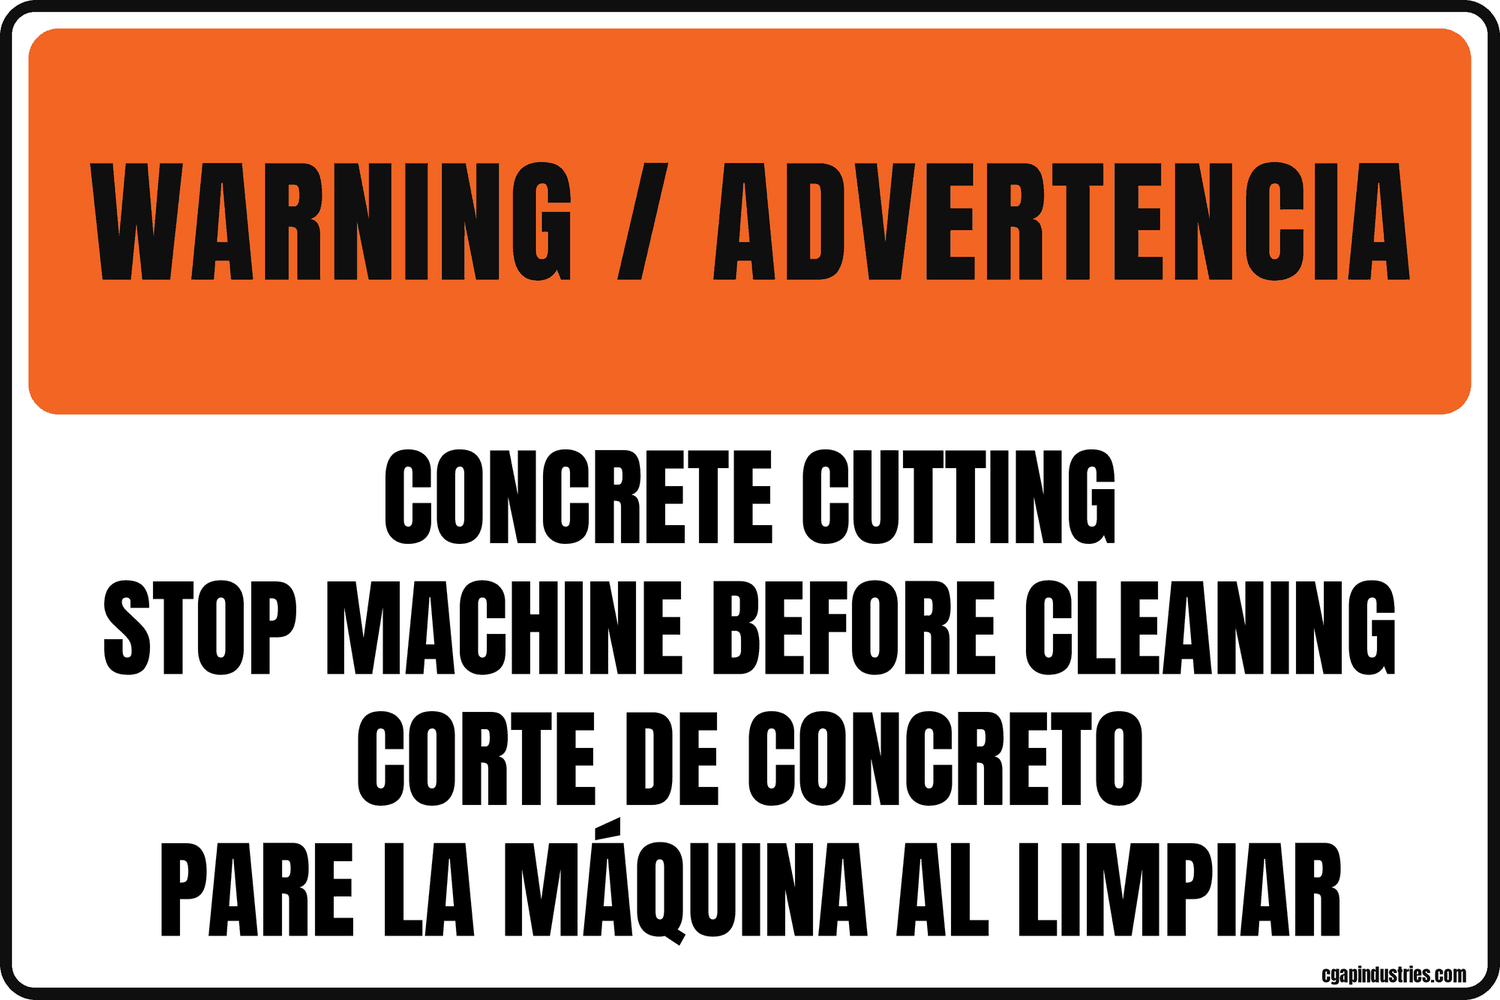 WARNING / ADVERTENCIA
CONCRETE CUTTING
STOP MACHINE BEFORE CLEANING
CORTE DE CONCRETO
PARE LA MÁQUINA AL LIMPIAR
cgapindustries.com